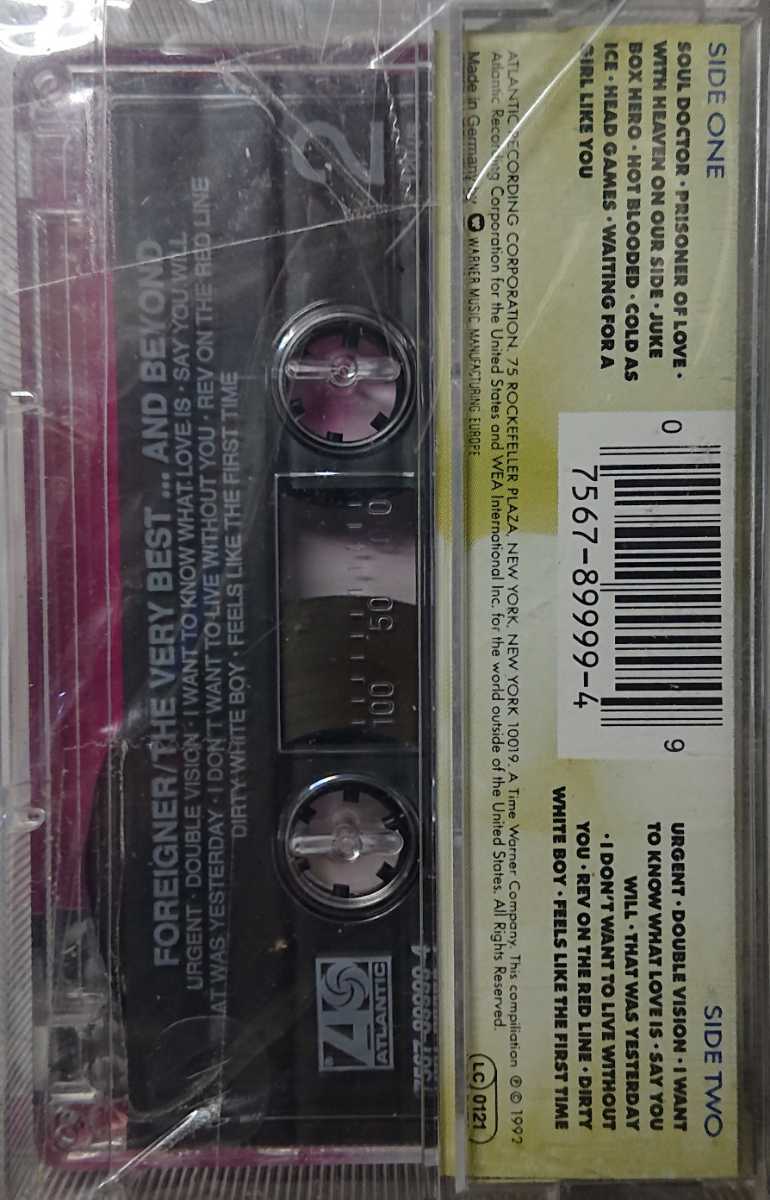 SIDE ONE
SOUL DOCTOR • PRISONER OF LOVE •
WITH HEAVEN ON OUR SIDE • JUKE
BOX HERO • HOT BLOODED • COLD AS
ICE • HEAD GAMES • WAITING FOR A
GIRL LIKE YOU
0
7567-89999-4
9
SIDE TWO
URGENT • DOUBLE VISION • I WANT
TO KNOW WHAT LOVE IS • SAY YOU
WILL • THAT WAS YESTERDAY
• I DON'T WANT TO LIVE WITHOUT
YOU • REV ON THE RED LINE • DIRTY
WHITE BOY • FEELS LIKE THE FIRST TIME
ATLANTIC RECORDING CORPORATION, 75 ROCKEFELLER PLAZA, NEW YORK, NEW YORK 10019. A Time Warner Company. This compiliation ℗ © 1992
Atlantic Recording Corporation for the United States and WEA International Inc. for the world outside of the United States. All Rights Reserved.
Made in Germany by WARNER MUSIC MANUFACTURING EUROPE
LC 0121
2
0 50 100
ATLANTIC
FOREIGNER/THE VERY BEST ... AND BEYOND
URGENT • DOUBLE VISION • I WANT TO KNOW WHAT LOVE IS • SAY YOU WILL
AT WAS YESTERDAY • I DON'T WANT TO LIVE WITHOUT YOU • REV ON THE RED LINE
DIRTY WHITE BOY • FEELS LIKE THE FIRST TIME